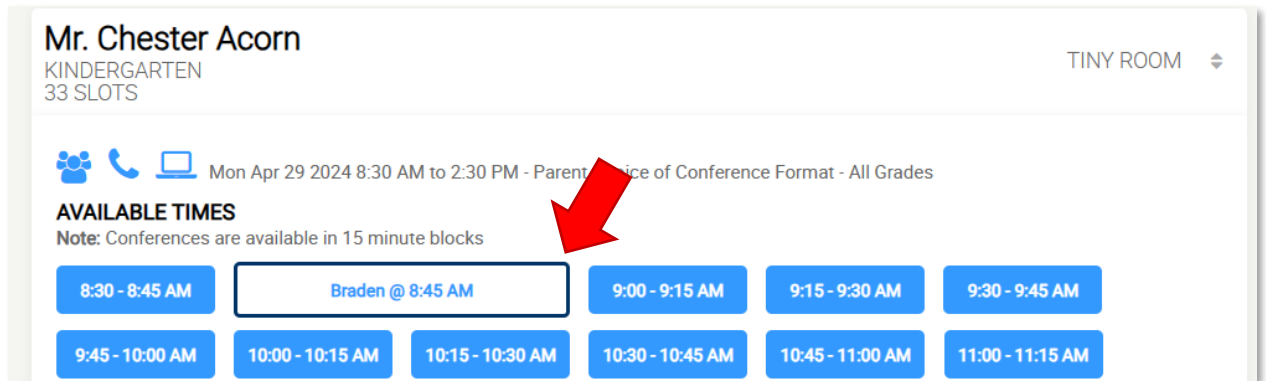 Mr. Chester Acorn
KINDERGARTEN
33 SLOTS
TINY ROOM
Mon Apr 29 2024 8:30 AM to 2:30 PM - Parent ice of Conference Format - All Grades
AVAILABLE TIMES
Note: Conferences are available in 15 minute blocks
8:30 - 8:45 AM Braden @ 8:45 AM 9:00 - 9:15 AM 9:15 - 9:30 AM 9:30 - 9:45 AM
9:45 - 10:00 AM 10:00 - 10:15 AM 10:15 - 10:30 AM 10:30 - 10:45 AM 10:45 - 11:00 AM 11:00 - 11:15 AM